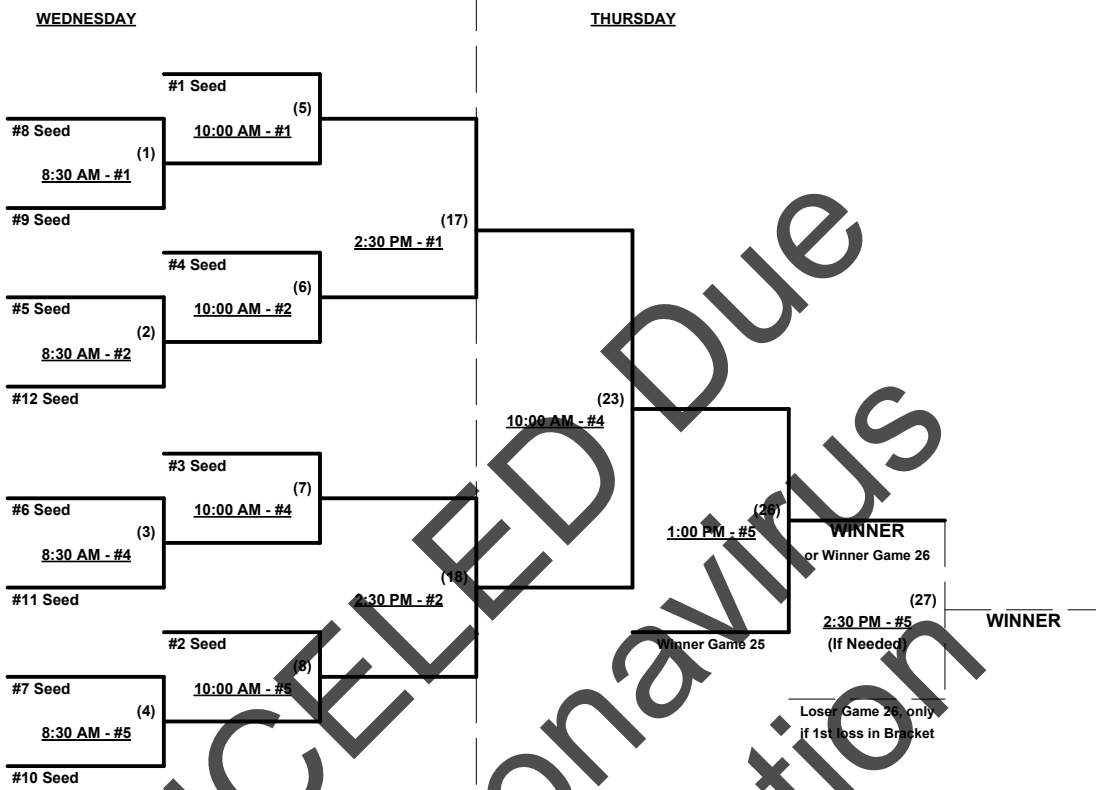 WEDNESDAY
THURSDAY
#1 Seed
(5)
10:00 AM - #1
#8 Seed
(1)
8:30 AM - #1
#9 Seed
(17)
2:30 PM - #1
#4 Seed
(6)
10:00 AM - #2
#5 Seed
(2)
8:30 AM - #2
#12 Seed
(23)
10:00 AM - #4
#3 Seed
(7)
10:00 AM - #4
#6 Seed
(3)
8:30 AM - #4
#11 Seed
(18)
2:30 PM - #2
#2 Seed
(8)
10:00 AM - #5
#7 Seed
(4)
8:30 AM - #5
#10 Seed
(26)
1:00 PM - #5
WINNER
or Winner Game 26
Winner Game 25
(27)
2:30 PM - #5
(If Needed)
WINNER
Loser Game 26, only
if 1st loss in Bracket
CELED Due
onavirus
tion